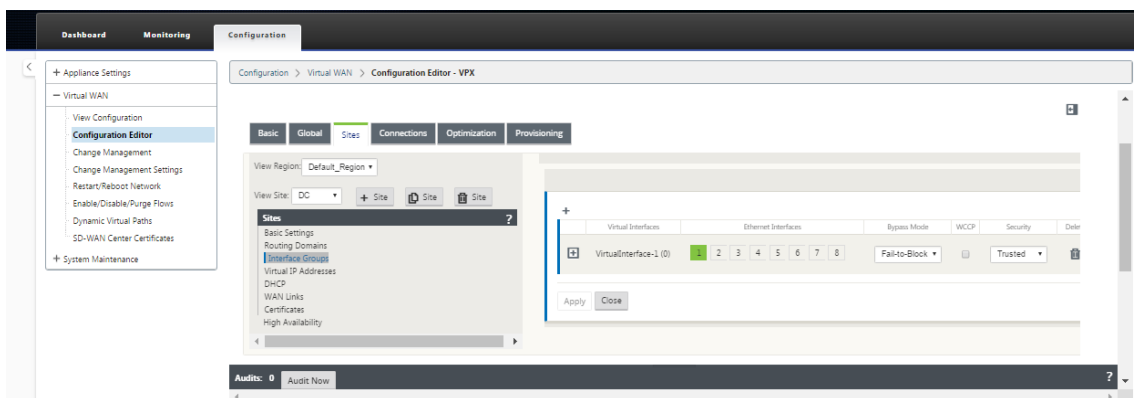 Dashboard Monitoring Configuration
+ Appliance Settings
− Virtual WAN
View Configuration
Configuration Editor
Change Management
Change Management Settings
Restart/Reboot Network
Enable/Disable/Purge Flows
Dynamic Virtual Paths
SD-WAN Center Certificates
+ System Maintenance
Configuration > Virtual WAN > Configuration Editor - VPX
Basic Global Sites Connections Optimization Provisioning
View Region: Default_Region
View Site: DC + Site Site Site
Sites ?
Basic Settings
Routing Domains
Interface Groups
Virtual IP Addresses
DHCP
WAN Links
Certificates
High Availability
+
Virtual Interfaces Ethernet Interfaces Bypass Mode WCCP Security Delet
VirtualInterface-1 (0) 1 2 3 4 5 6 7 8 Fail-to-Block Trusted
Apply Close
Audits: 0 Audit Now ?